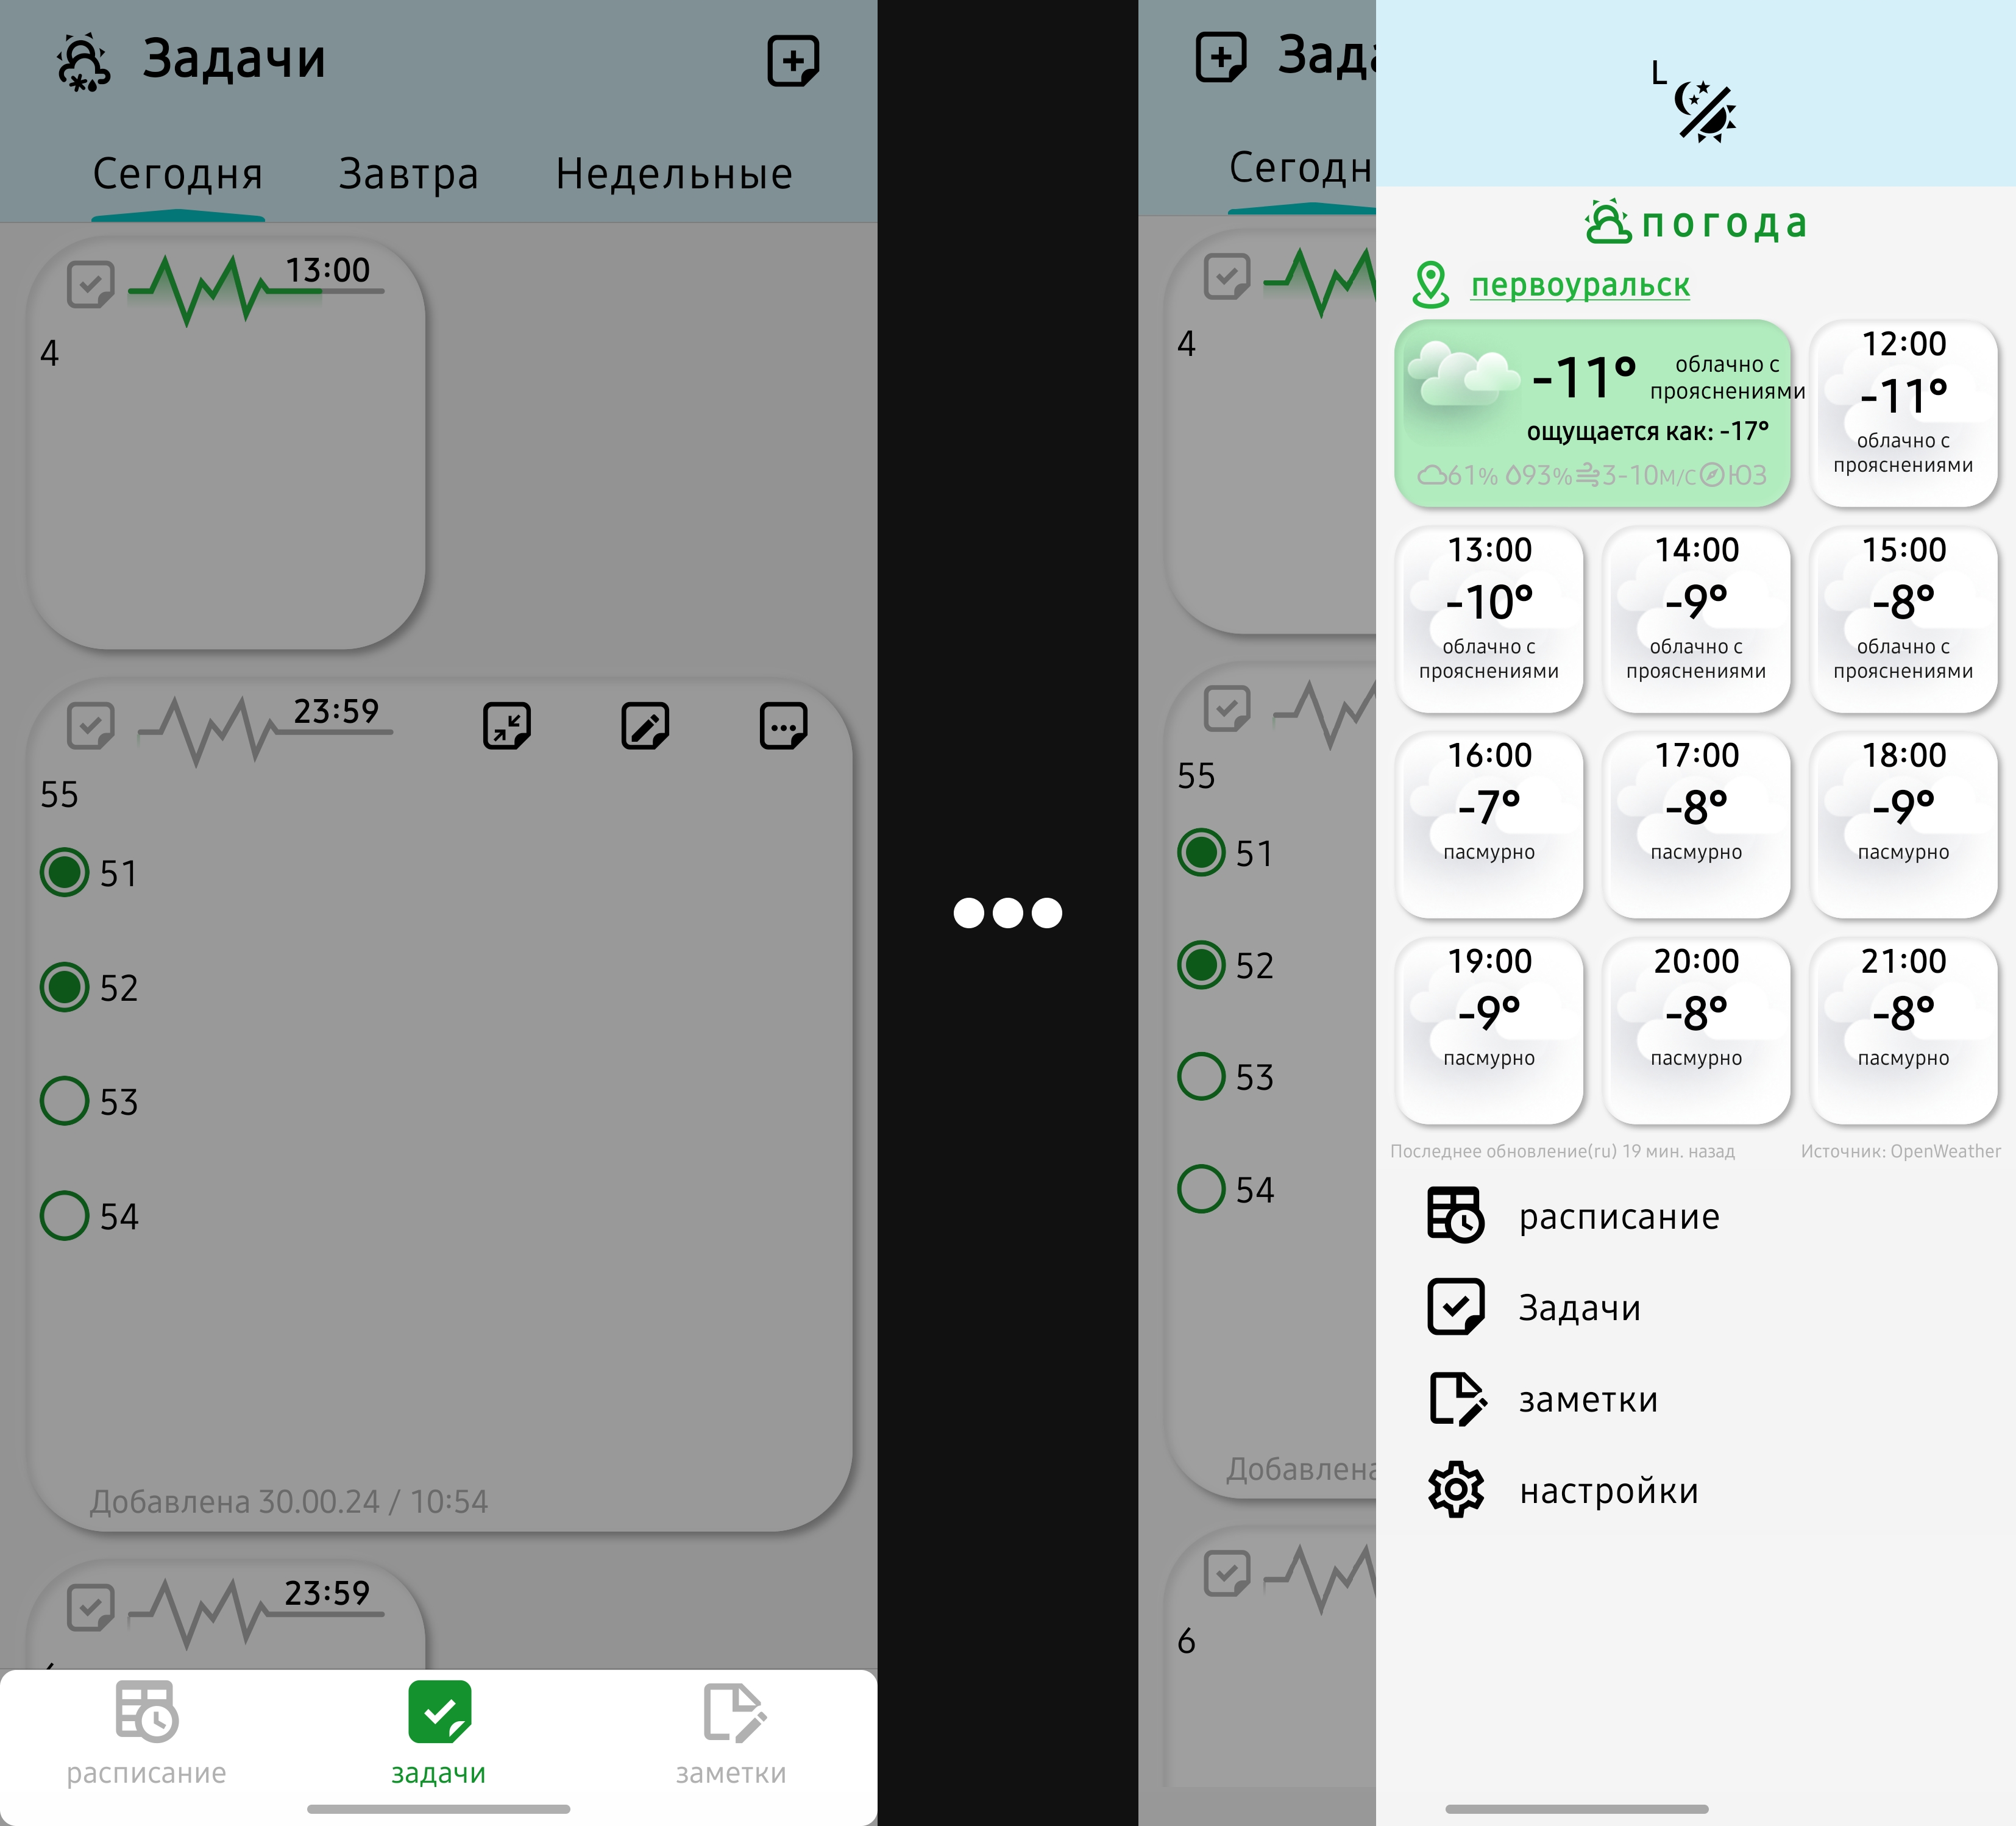 Задачи
Сегодня Завтра Недельные
13:00
4
23:59
55
51
52
53
54
Добавлена 30.00.24 / 10:54
23:59
расписание задачи заметки
Зада
Сегодн
4
55
51
52
53
54
Добавлена
6
L
погода
первоуральск
-11°
облачно с
прояснениями
ощущается как: -17°
61% 93% 3-10м/с ЮЗ
12:00
-11°
облачно с
прояснениями
13:00
-10°
облачно с
прояснениями
14:00
-9°
облачно с
прояснениями
15:00
-8°
облачно с
прояснениями
16:00
-7°
пасмурно
17:00
-8°
пасмурно
18:00
-9°
пасмурно
19:00
-9°
пасмурно
20:00
-8°
пасмурно
21:00
-8°
пасмурно
Последнее обновление(ru) 19 мин. назад Источник: OpenWeather
расписание
Задачи
заметки
настройки